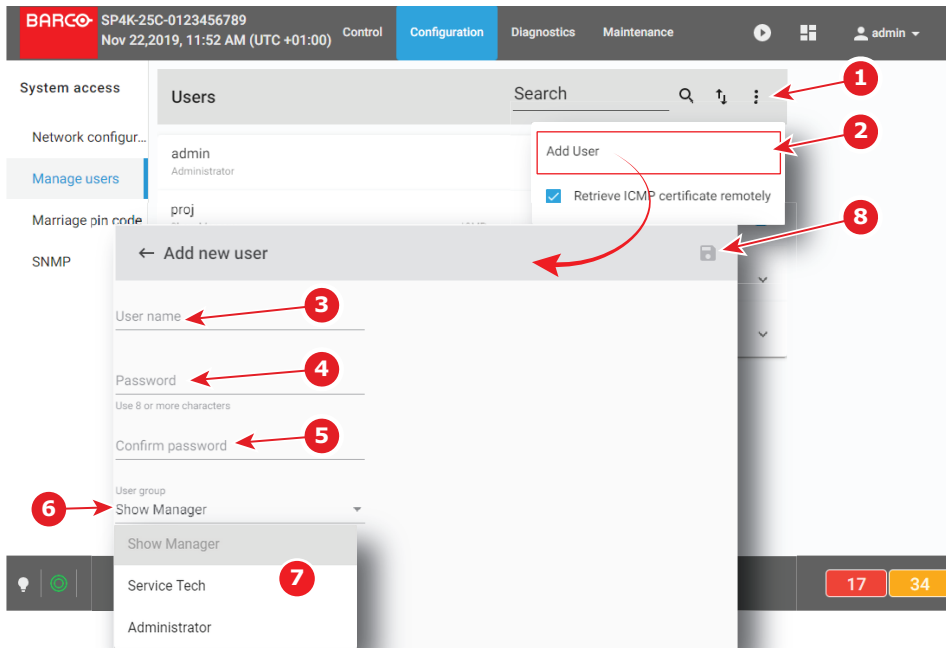 BARCO
SP4K-25C-0123456789
Nov 22,2019, 11:52 AM (UTC +01:00)
Control
Configuration
Diagnostics
Maintenance
admin
System access
Network configur...
Manage users
Marriage pin code
SNMP
Users
Search
admin
Administrator
proj
1
2
Add User
Retrieve ICMP certificate remotely
8
Add new user
3
User name
4
Password
Use 8 or more characters
5
Confirm password
6
User group
Show Manager
Show Manager
7
Service Tech
Administrator
17
34